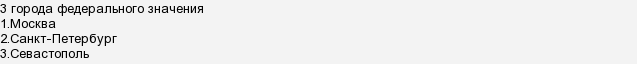 3 города федерального значения
1.Москва
2.Санкт-Петербург
3.Севастополь